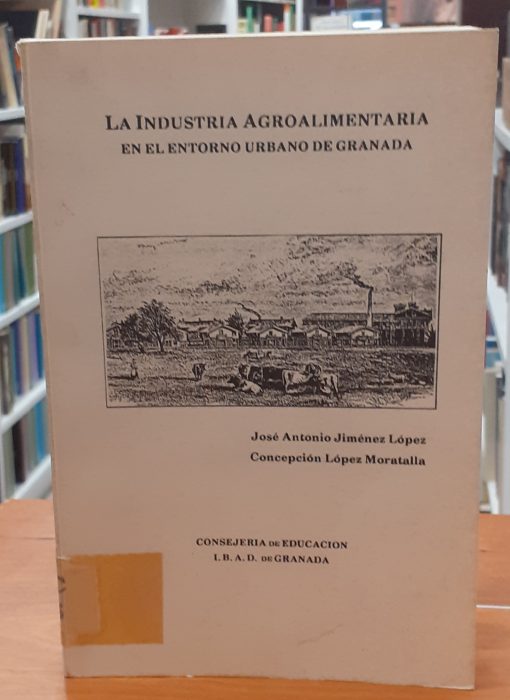 LA INDUSTRIA AGROALIMENTARIA
EN EL ENTORNO URBANO DE GRANADA
José Antonio Jiménez López
Concepción López Moratalla
CONSEJERIA DE EDUCACION
I. B. A. D. DE GRANADA